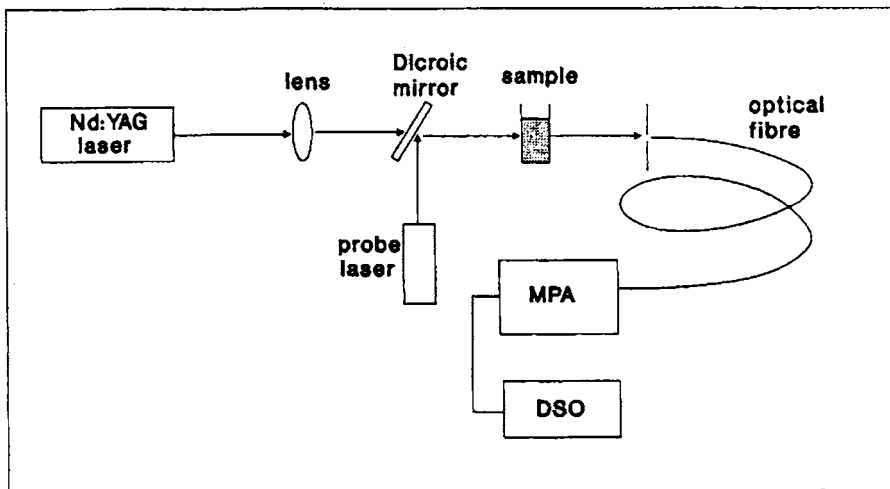 lens
Dicroic
mirror
sample
optical
fibre
Nd:YAG
laser
probe
laser
MPA
DSO